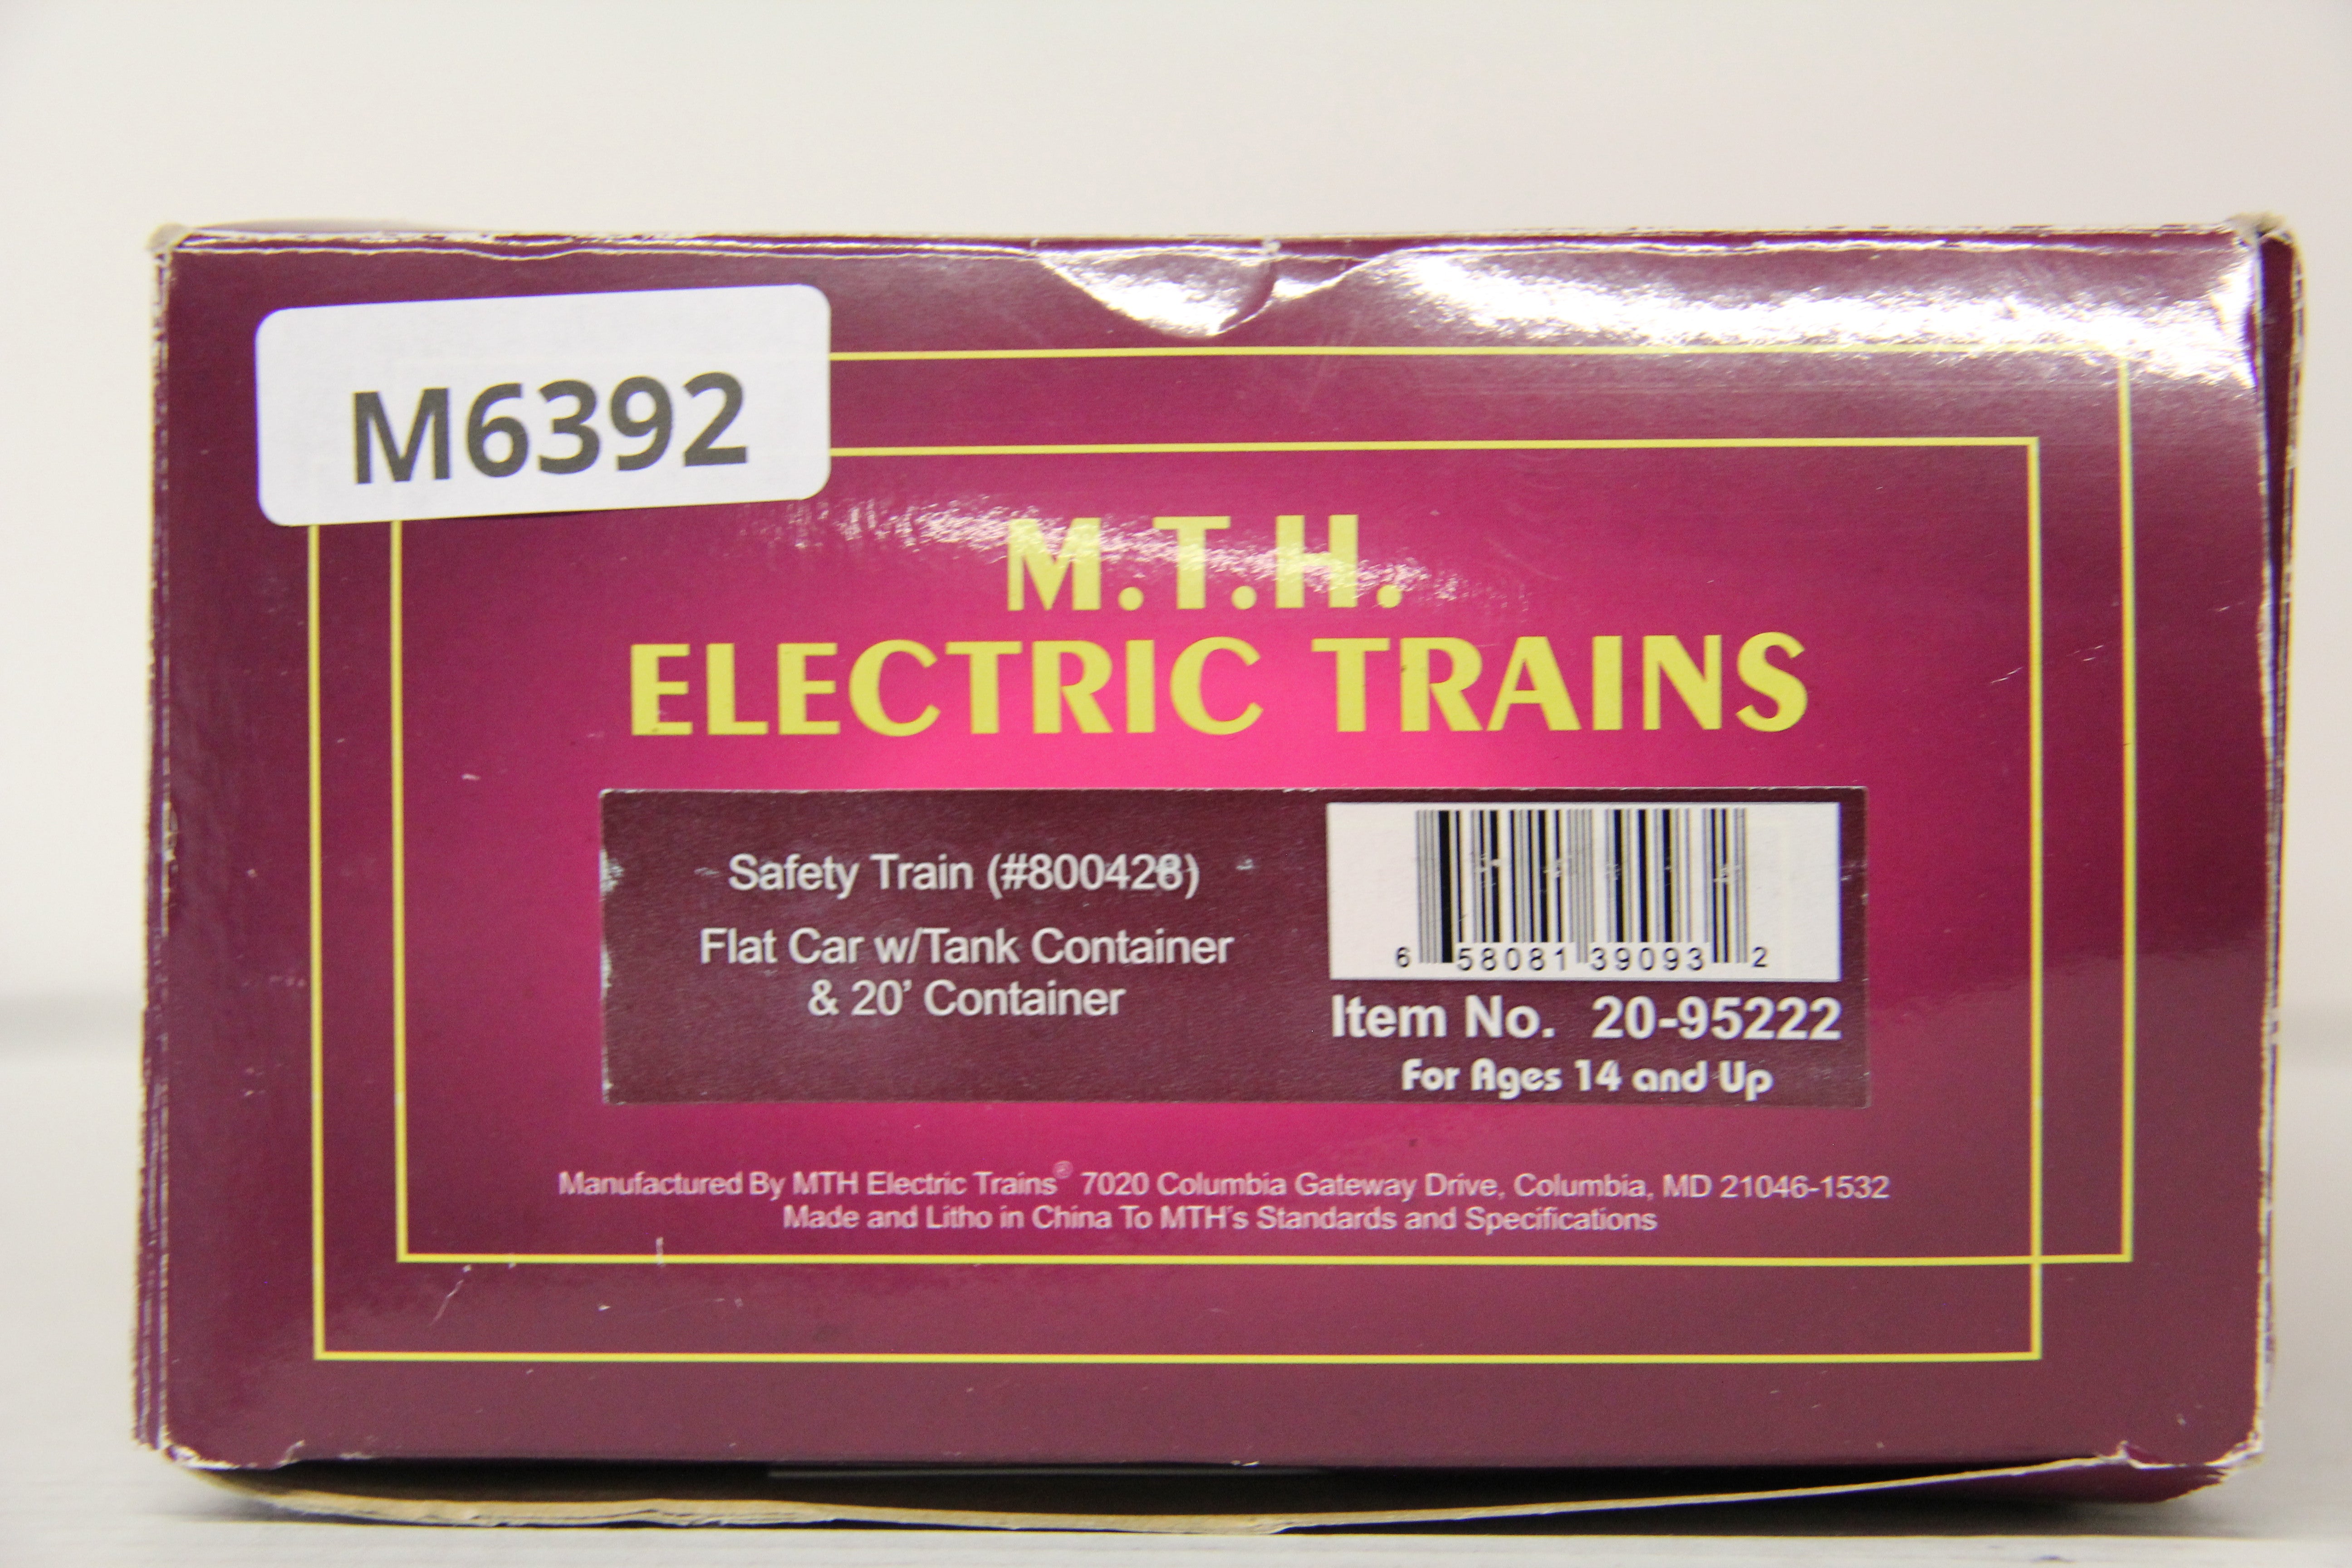 M6392
M.T.H.
ELECTRIC TRAINS
Safety Train (#800428)
Flat Car w/Tank Container
& 20' Container
6 58081 39093 2
Item No. 20-95222
For Ages 14 and Up
Manufactured By MTH Electric Trains® 7020 Columbia Gateway Drive, Columbia, MD 21046-1532
Made and Litho in China To MTH's Standards and Specifications